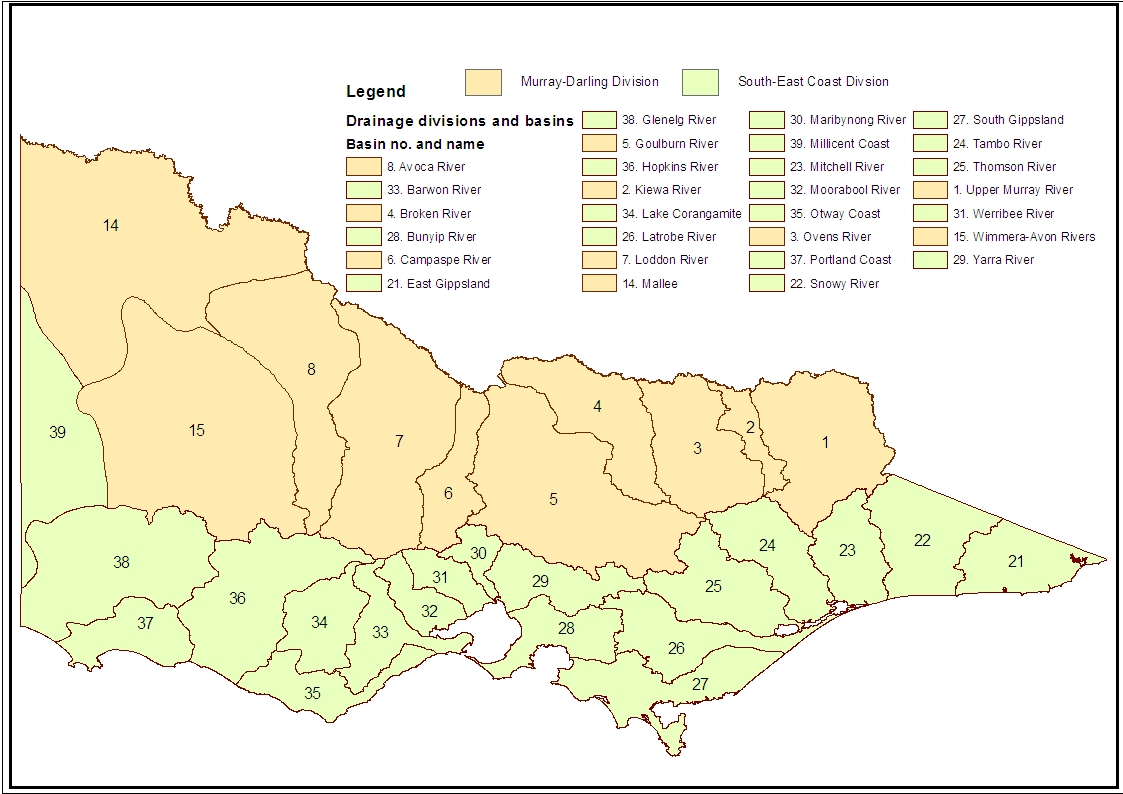 Legend
Murray-Darling Division
South-East Coast Divsion
Drainage divisions and basins
Basin no. and name
8. Avoca River
33. Barwon River
4. Broken River
28. Bunyip River
6. Campaspe River
21. East Gippsland
38. Glenelg River
5. Goulburn River
36. Hopkins River
2. Kiewa River
34. Lake Corangamite
26. Latrobe River
7. Loddon River
14. Mallee
30. Maribynong River
39. Millicent Coast
23. Mitchell River
32. Moorabool River
35. Otway Coast
3. Ovens River
37. Portland Coast
22. Snowy River
27. South Gippsland
24. Tambo River
25. Thomson River
1. Upper Murray River
31. Werribee River
15. Wimmera-Avon Rivers
29. Yarra River
14
8
4
39
15
7
3
2
1
6
5
38
30
24
23
22
21
31
29
25
36
32
37
34
33
28
26
35
27